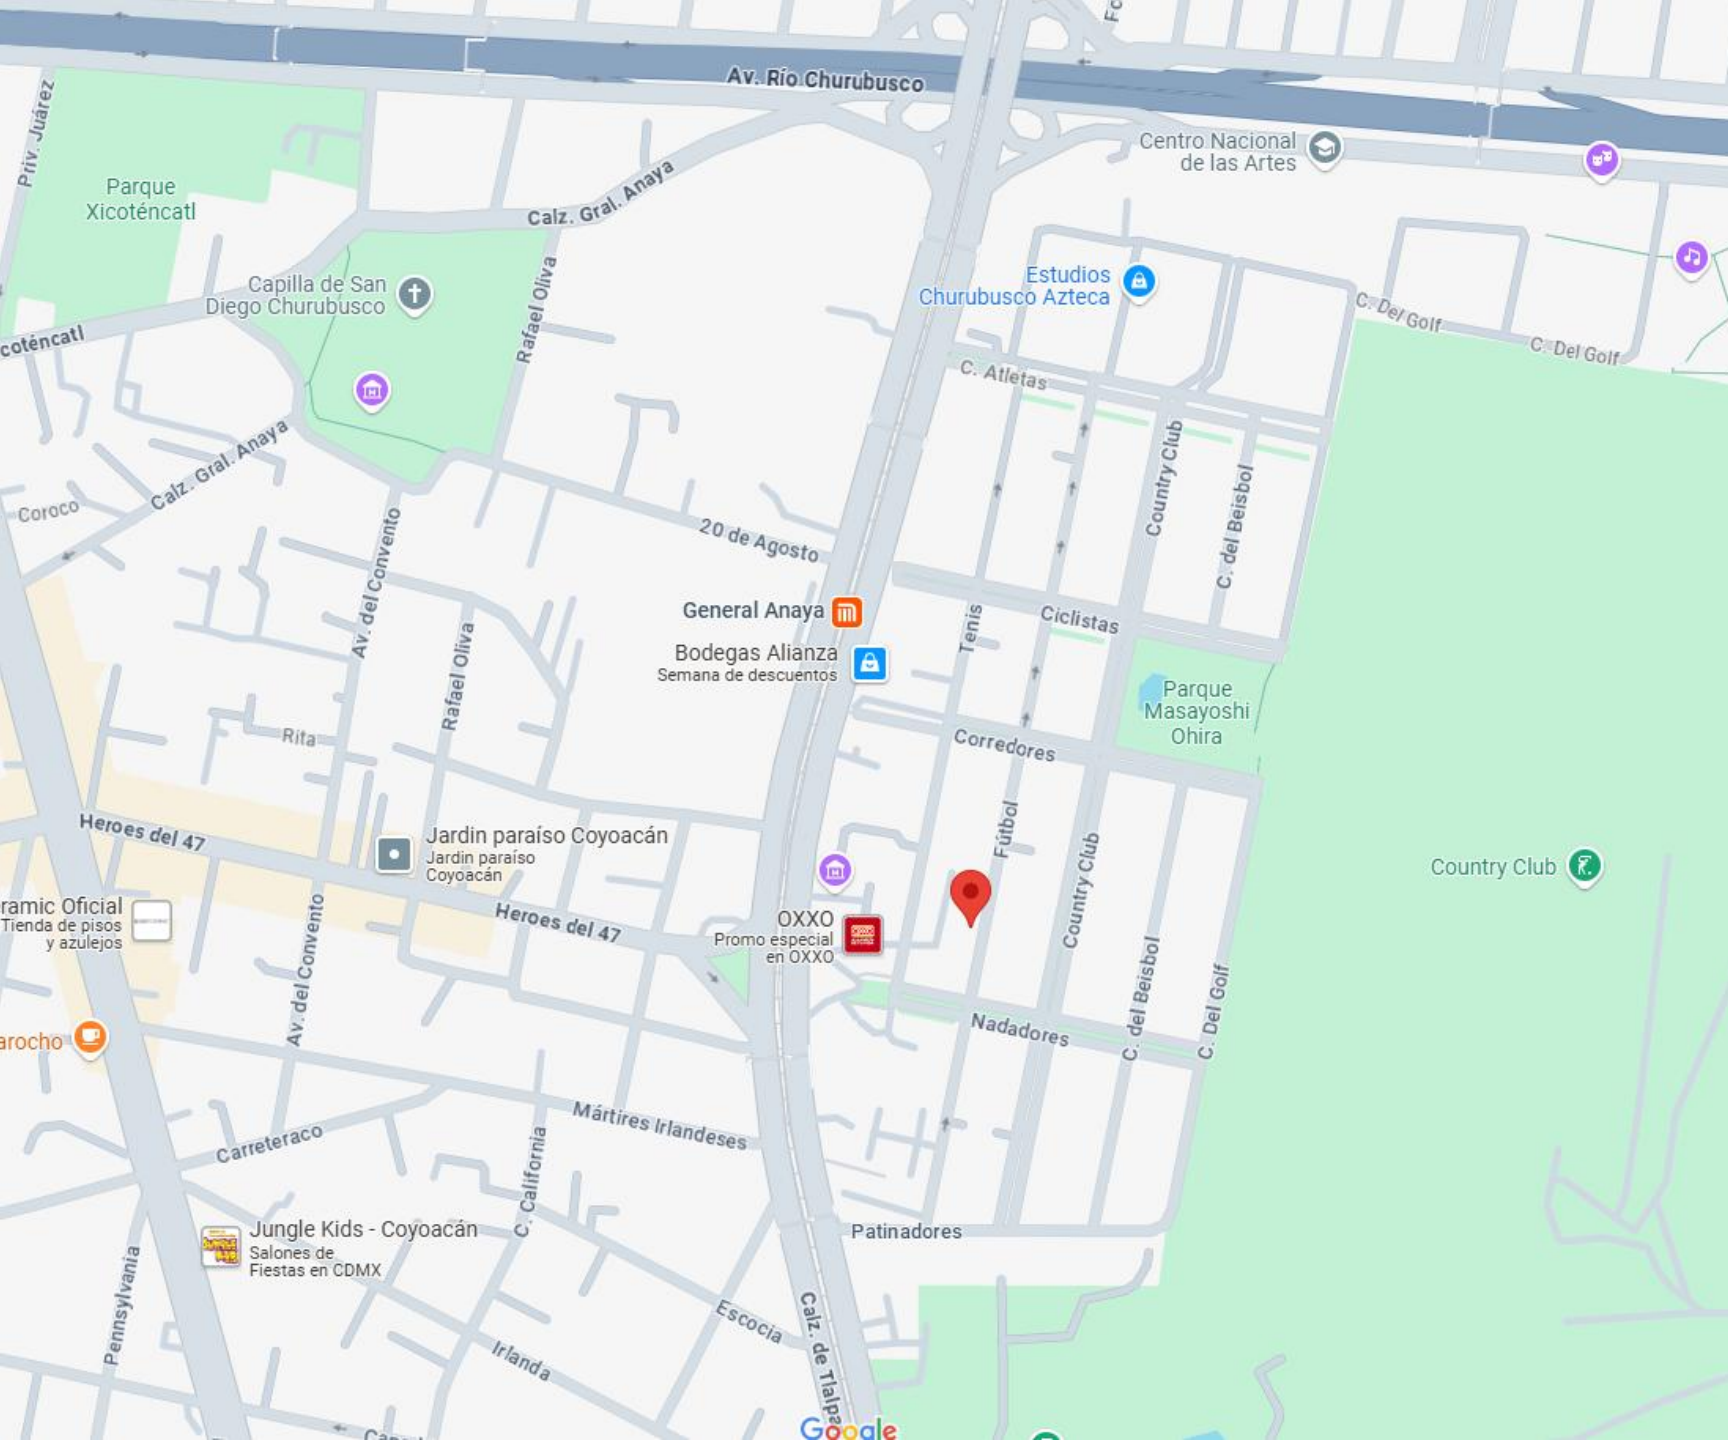 Av. Río Churubusco
Priv. Juárez
Parque
Xicoténcatl
Calz. Gral. Anaya
Centro Nacional
de las Artes
Capilla de San
Diego Churubusco
Rafael Oliva
Estudios
Churubusco Azteca
C. Del Golf
C. Del Golf
coténcatl
C. Atletas
Calz. Gral. Anaya
Country Club
C. del Beisbol
Coroco
Av. del Convento
20 de Agosto
General Anaya
Tenis
Ciclistas
Bodegas Alianza
Semana de descuentos
Rafael Oliva
Parque
Masayoshi
Ohira
Rita
Corredores
Heroes del 47
Jardin paraíso Coyoacán
Jardin paraíso
Coyoacán
Fútbol
Country Club
Country Club
ramic Oficial
Tienda de pisos
y azulejos
Heroes del 47
OXXO
Promo especial
en OXXO
Av. del Convento
C. del Beisbol
C. Del Golf
Nadadores
arocho
Mártires Irlandeses
Carreteraco
C. California
Jungle Kids - Coyoacán
Salones de
Fiestas en CDMX
Patinadores
Pennsylvania
Escocia
Irlanda
Calz. de Tlalpa
Google